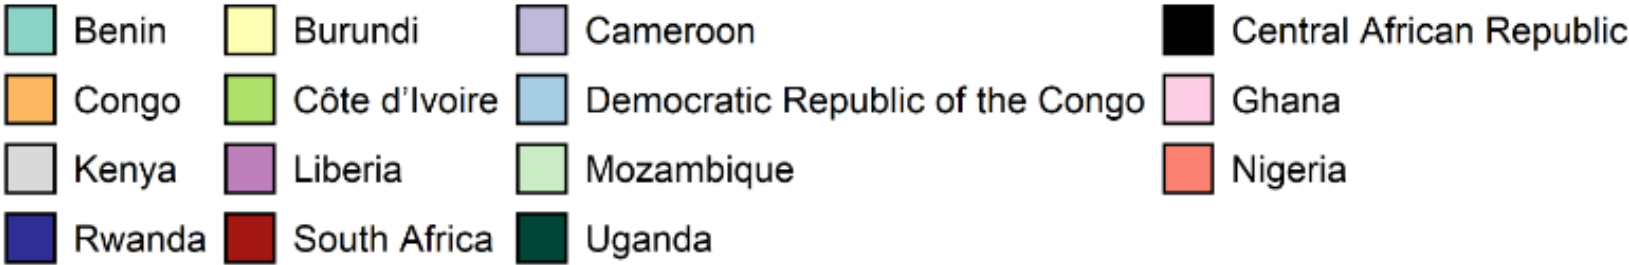 Benin Burundi Cameroon Central African Republic
Congo Côte d’Ivoire Democratic Republic of the Congo Ghana
Kenya Liberia Mozambique Nigeria
Rwanda South Africa Uganda